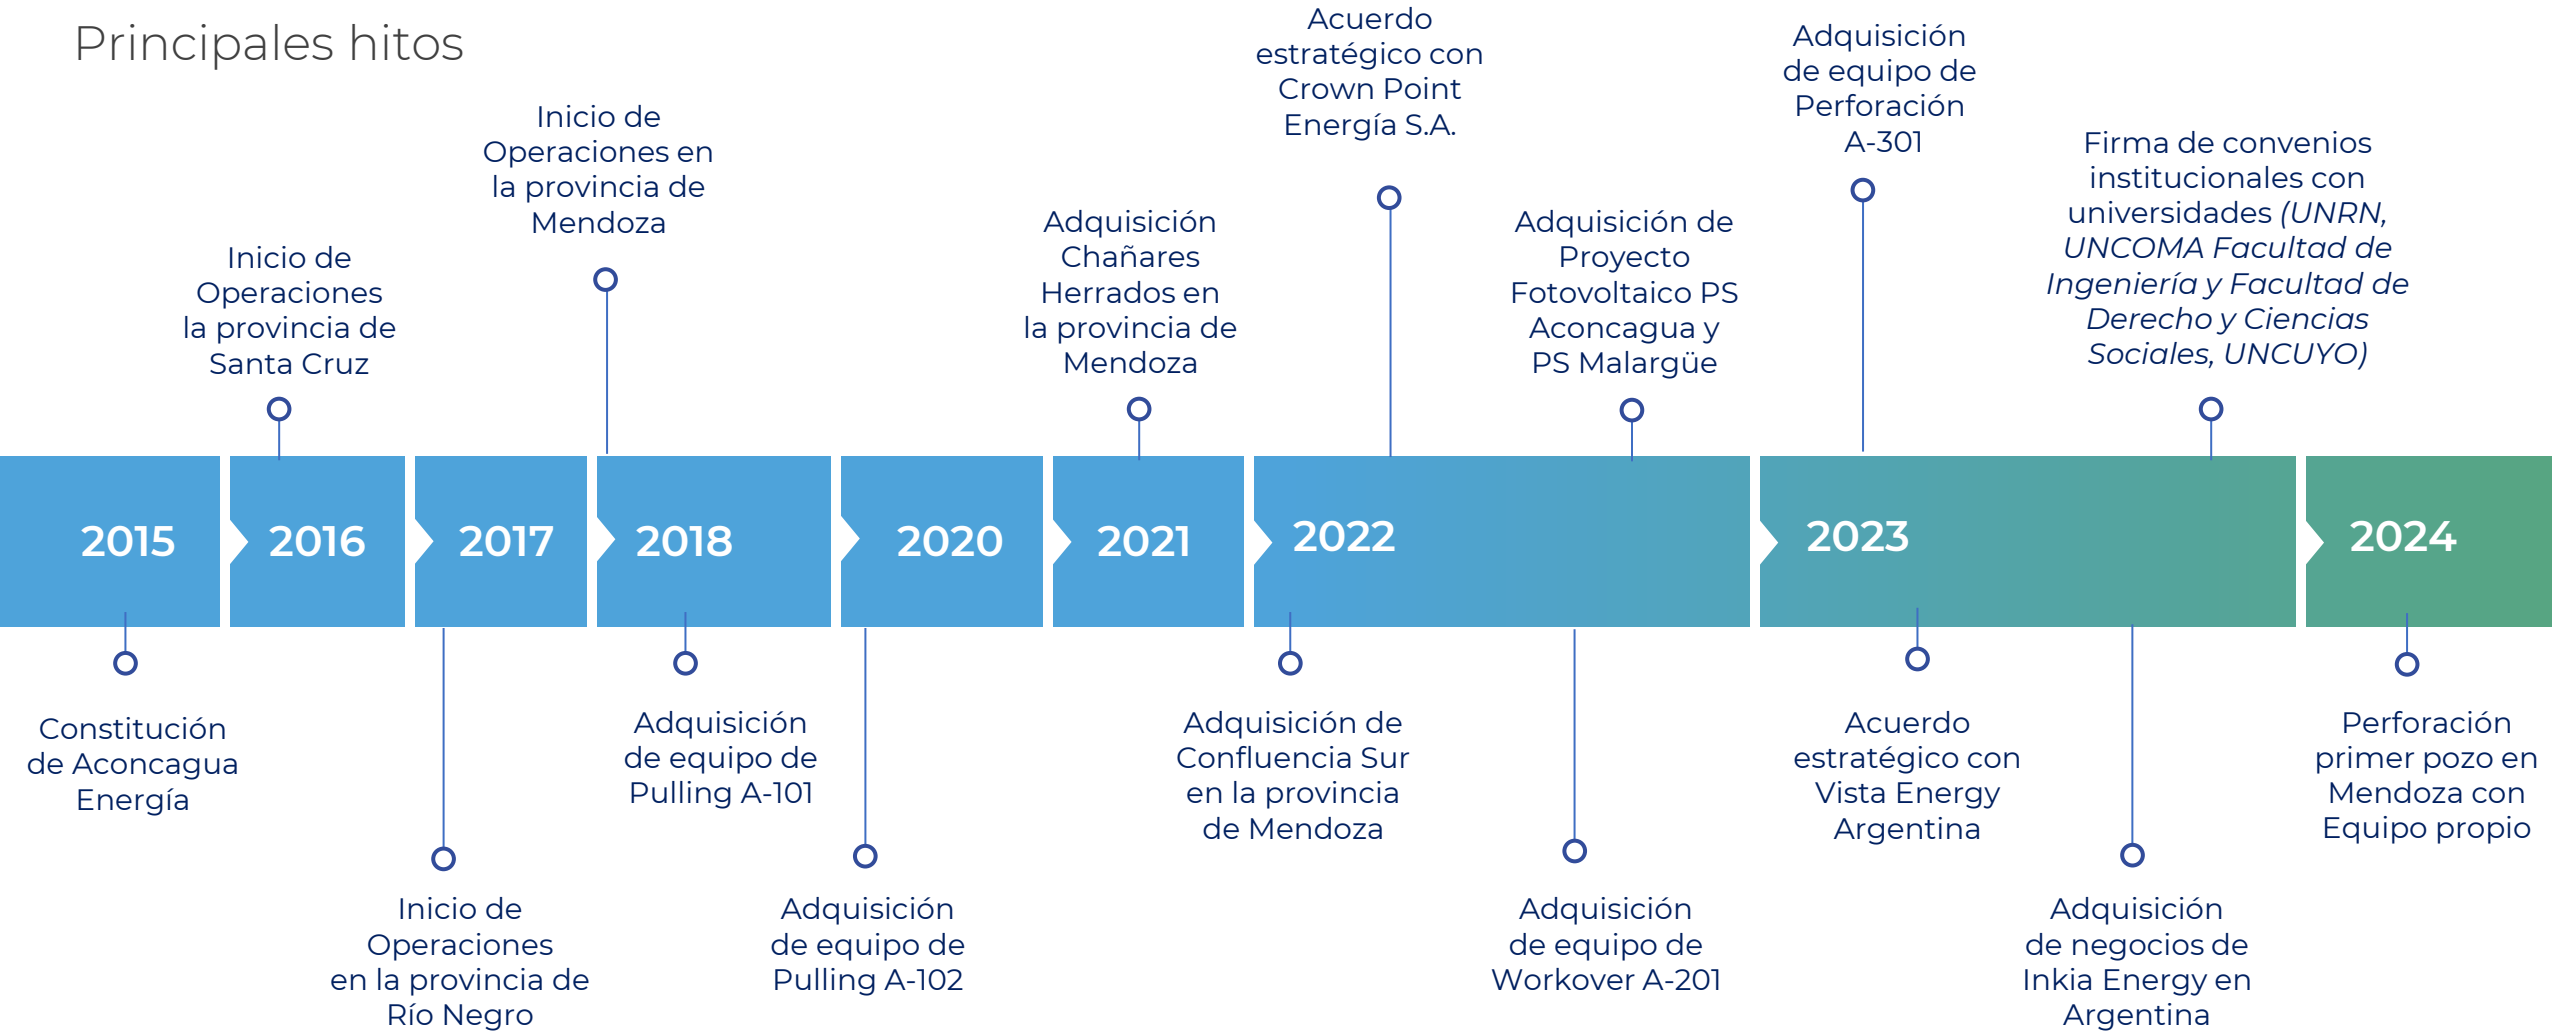 Principales hitos
Inicio de
Operaciones
la provincia de
Santa Cruz
Inicio de
Operaciones en
la provincia de
Mendoza
Adquisición
Chañares
Herrados en
la provincia de
Mendoza
Acuerdo
estratégico con
Crown Point
Energía S.A.
Adquisición de
Proyecto
Fotovoltaico PS
Aconcagua y
PS Malargüe
Adquisición
de equipo de
Perforación
A-301
Firma de convenios
institucionales con
universidades (UNRN,
UNCOMA Facultad de
Ingeniería y Facultad de
Derecho y Ciencias
Sociales, UNCUYO)
2015
2016
2017
2018
2020
2021
2022
2023
2024
Constitución
de Aconcagua
Energía
Inicio de
Operaciones
en la provincia de
Río Negro
Adquisición
de equipo de
Pulling A-101
Adquisición
de equipo de
Pulling A-102
Adquisición de
Confluencia Sur
en la provincia
de Mendoza
Adquisición
de equipo de
Workover A-201
Acuerdo
estratégico con
Vista Energy
Argentina
Adquisición
de negocios de
Inkia Energy en
Argentina
Perforación
primer pozo en
Mendoza con
Equipo propio